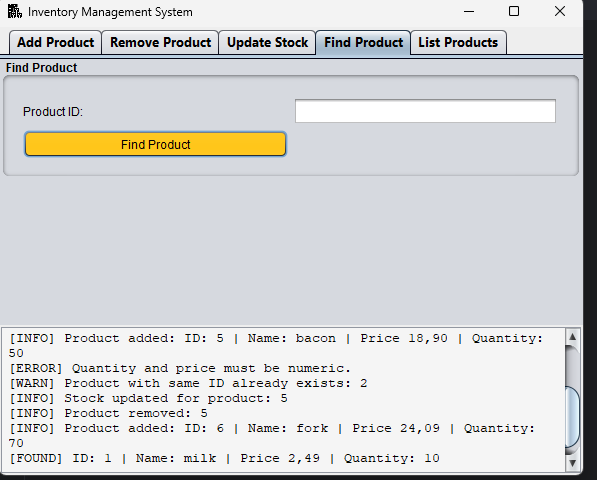 Inventory Management System
Add Product Remove Product Update Stock Find Product List Products
Find Product
Product ID:
Find Product
[INFO] Product added: ID: 5 | Name: bacon | Price 18,90 | Quantity:
50
[ERROR] Quantity and price must be numeric.
[WARN] Product with same ID already exists: 2
[INFO] Stock updated for product: 5
[INFO] Product removed: 5
[INFO] Product added: ID: 6 | Name: fork | Price 24,09 | Quantity:
70
[FOUND] ID: 1 | Name: milk | Price 2,49 | Quantity: 10